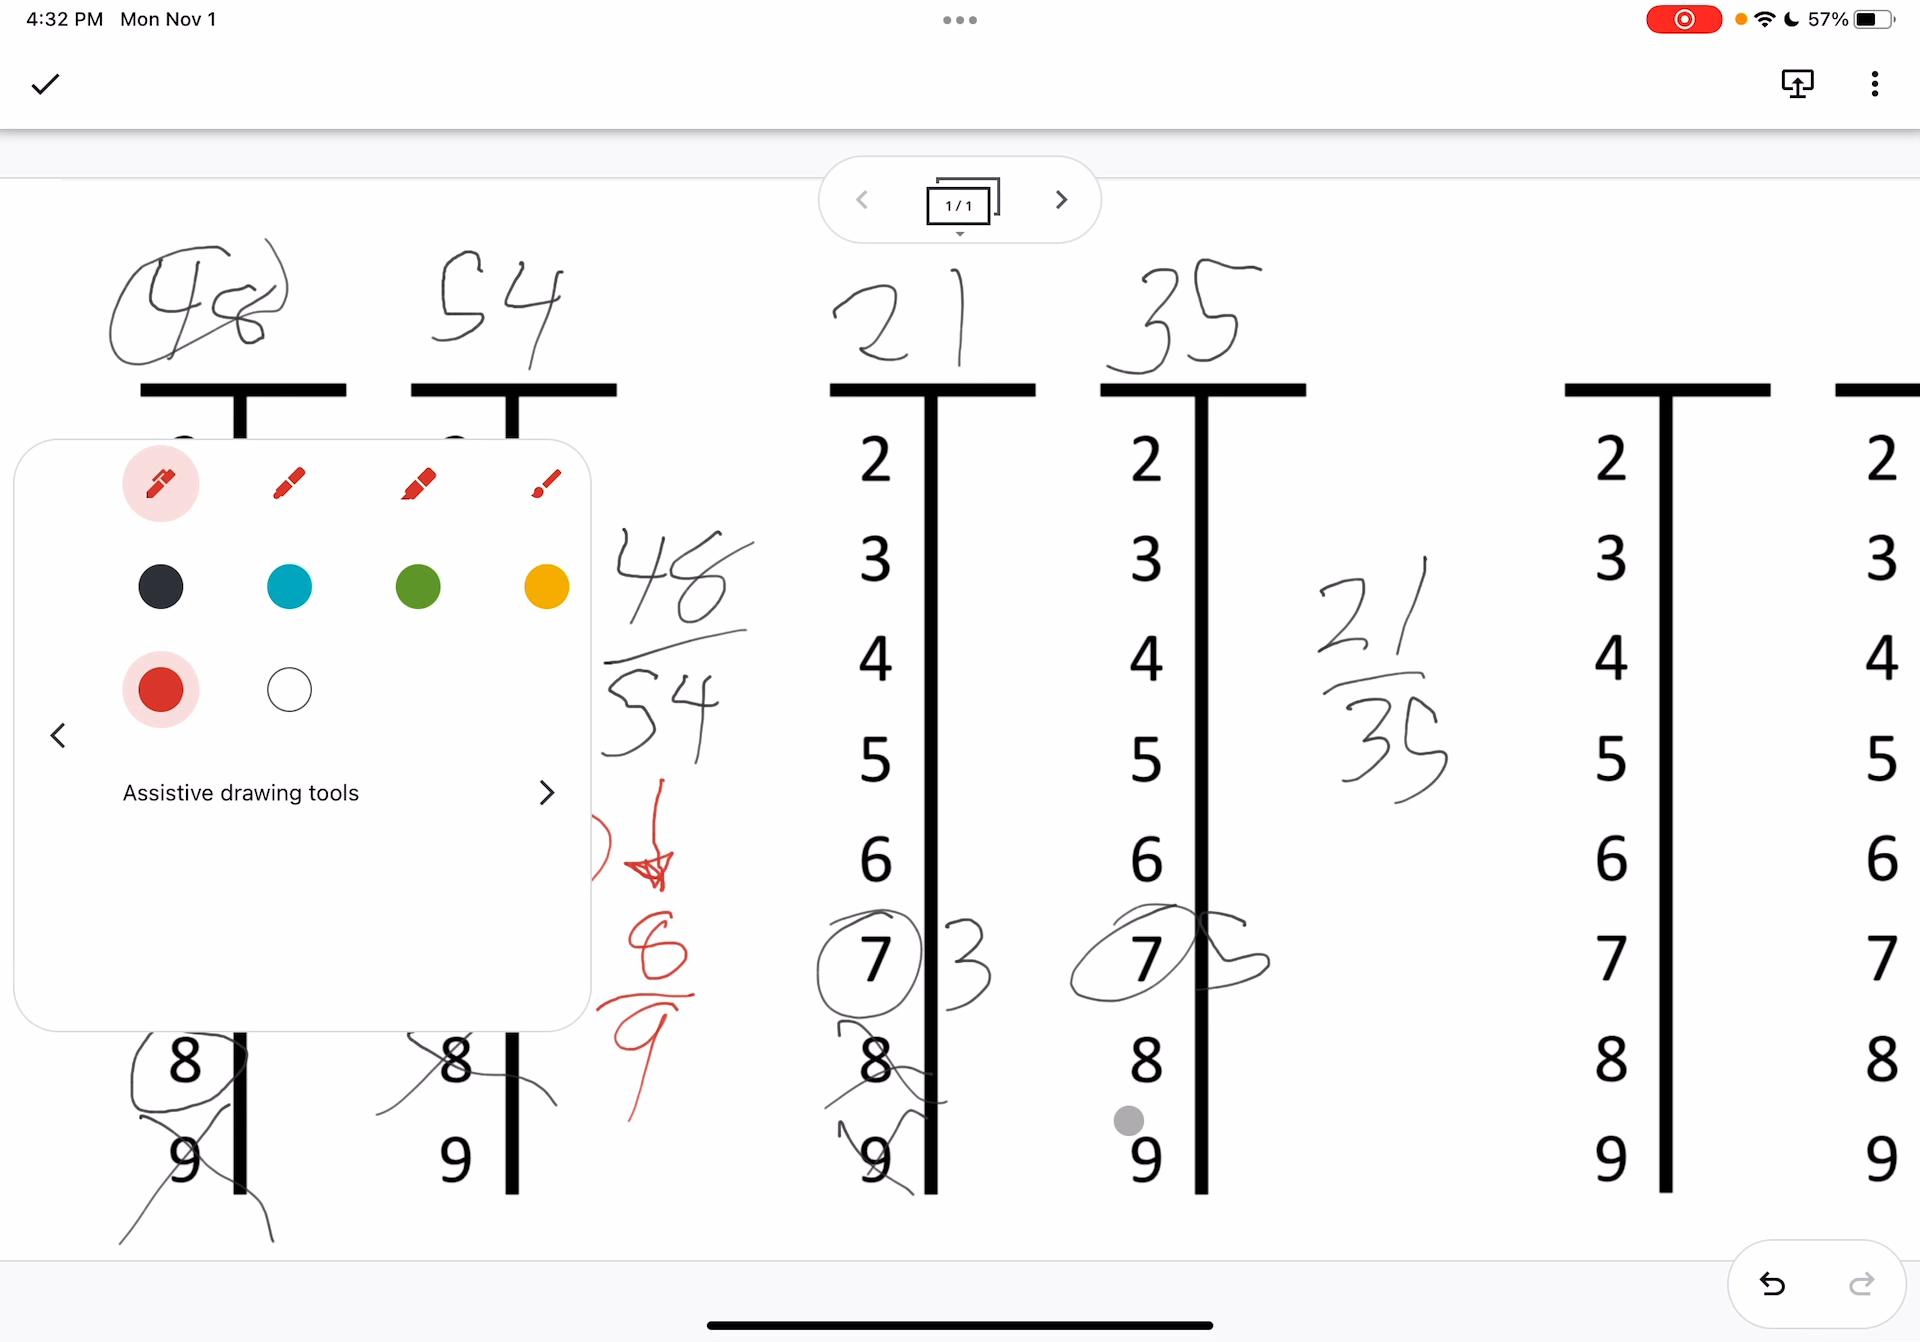 4:32 PM Mon Nov 1
57%
1 / 1
48 54 21 35
2 2 2 2
3 3 3 3
4 4 4 4
5 5 5 5
6 6 6 6
7 3 7 5 7 7
8 8 8 8 8 8
9 9 9 9 9 9
Assistive drawing tools
48
54
8
9
21
35